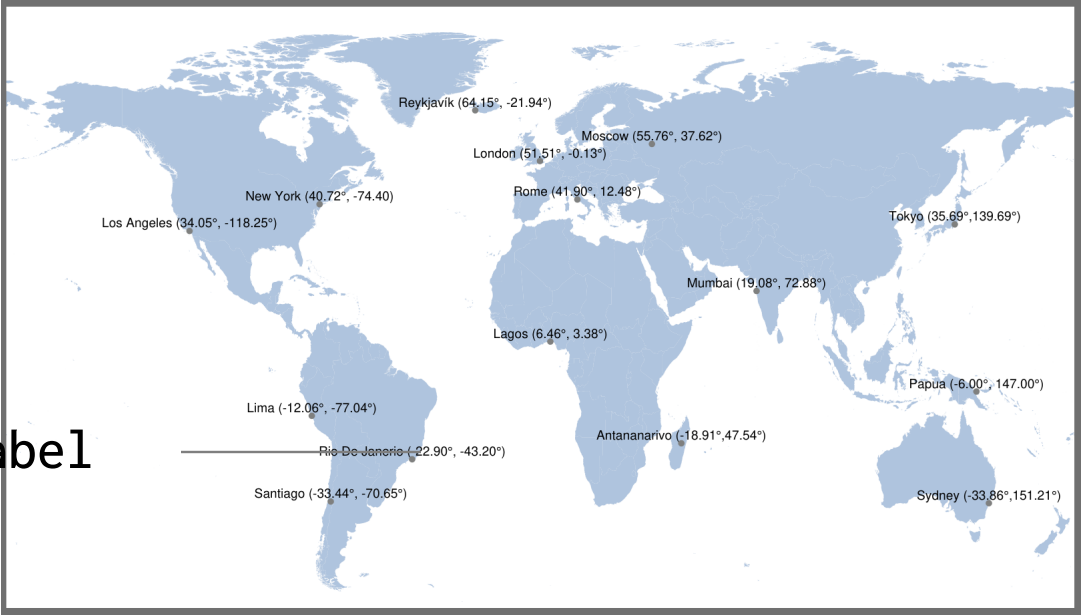 Reykjavík (64.15°, -21.94°)
Moscow (55.76°, 37.62°)
London (51.51°, -0.13°)
Rome (41.90°, 12.48°)
New York (40.72°, -74.40)
Los Angeles (34.05°, -118.25°)
Tokyo (35.69°,139.69°)
Mumbai (19.08°, 72.88°)
Lagos (6.46°, 3.38°)
Papua (-6.00°, 147.00°)
Lima (-12.06°, -77.04°)
Antananarivo (-18.91°,47.54°)
abel
Rio De Janerio (-22.90°, -43.20°)
Santiago (-33.44°, -70.65°)
Sydney (-33.86°,151.21°)